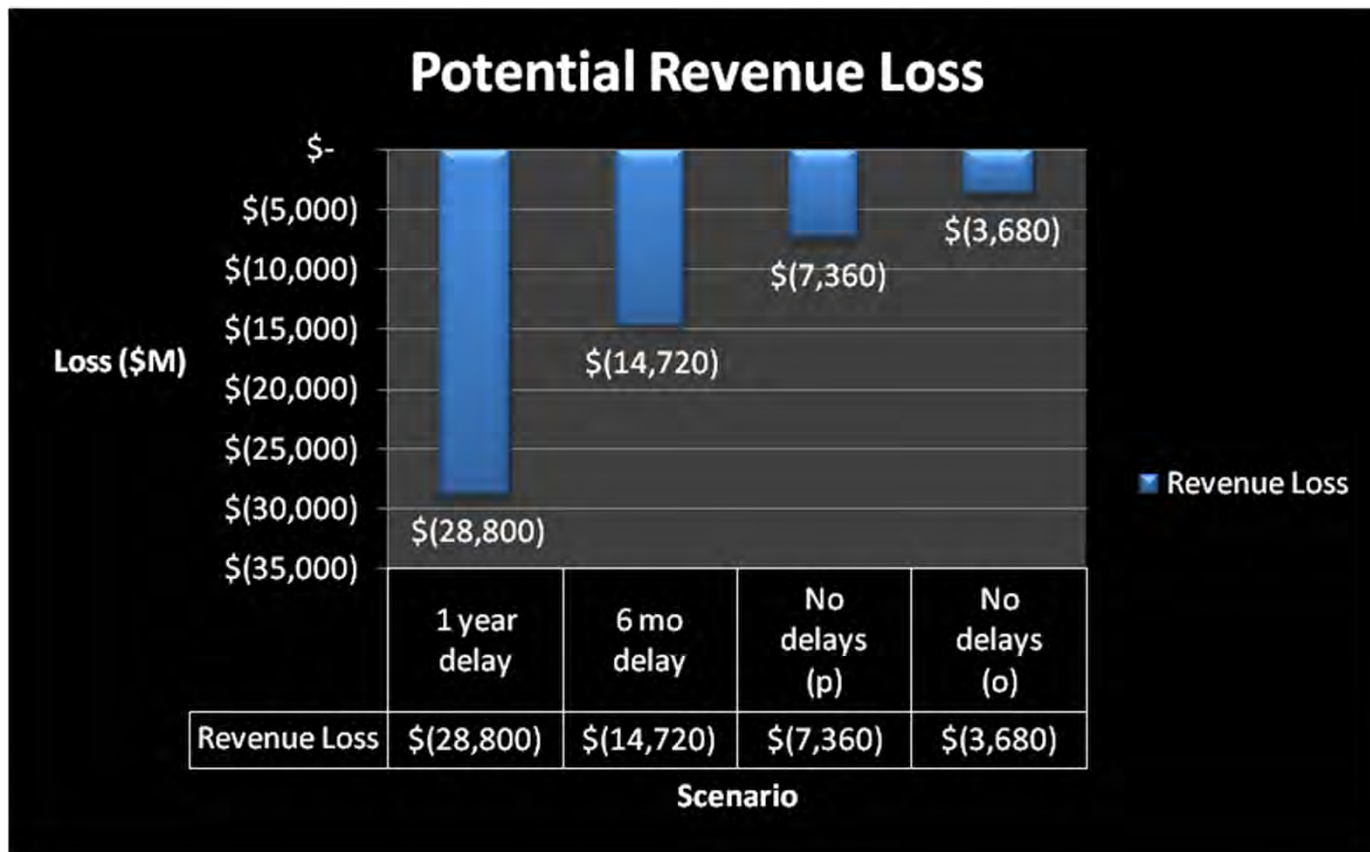 Potential Revenue Loss
$-
$(5,000)
$(10,000)
$(15,000)
$(20,000)
$(25,000)
$(30,000)
$(35,000)
Loss ($M)
$(28,800)
$(14,720)
$(7,360)
$(3,680)
Revenue Loss
1 year
delay
6 mo
delay
No
delays
(p)
No
delays
(o)
Revenue Loss $(28,800) $(14,720) $(7,360) $(3,680)
Scenario